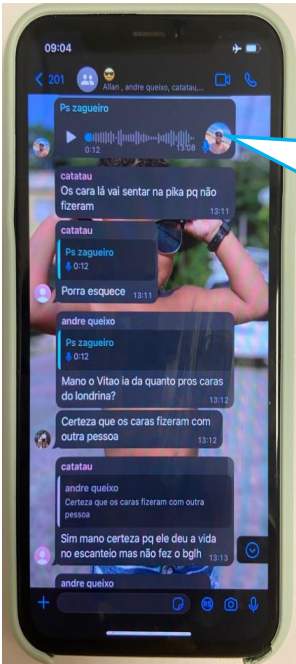 09:04
201
Allan , andre queixo, catatau,...
Ps zagueiro
0:12
13:08
catatau
Os cara lá vai sentar na pika pq não
fizeram
13:11
catatau
Ps zagueiro
0:12
Porra esquece 13:11
andre queixo
Ps zagueiro
0:12
Mano o Vitao ia da quanto pros caras
do londrina?
13:12
Certeza que os caras fizeram com
outra pessoa
13:12
catatau
andre queixo
Certeza que os caras fizeram com outra
pessoa
Sim mano certeza pq ele deu a vida
no escanteio mas não fez o bglh 13:13
andre queixo
R$